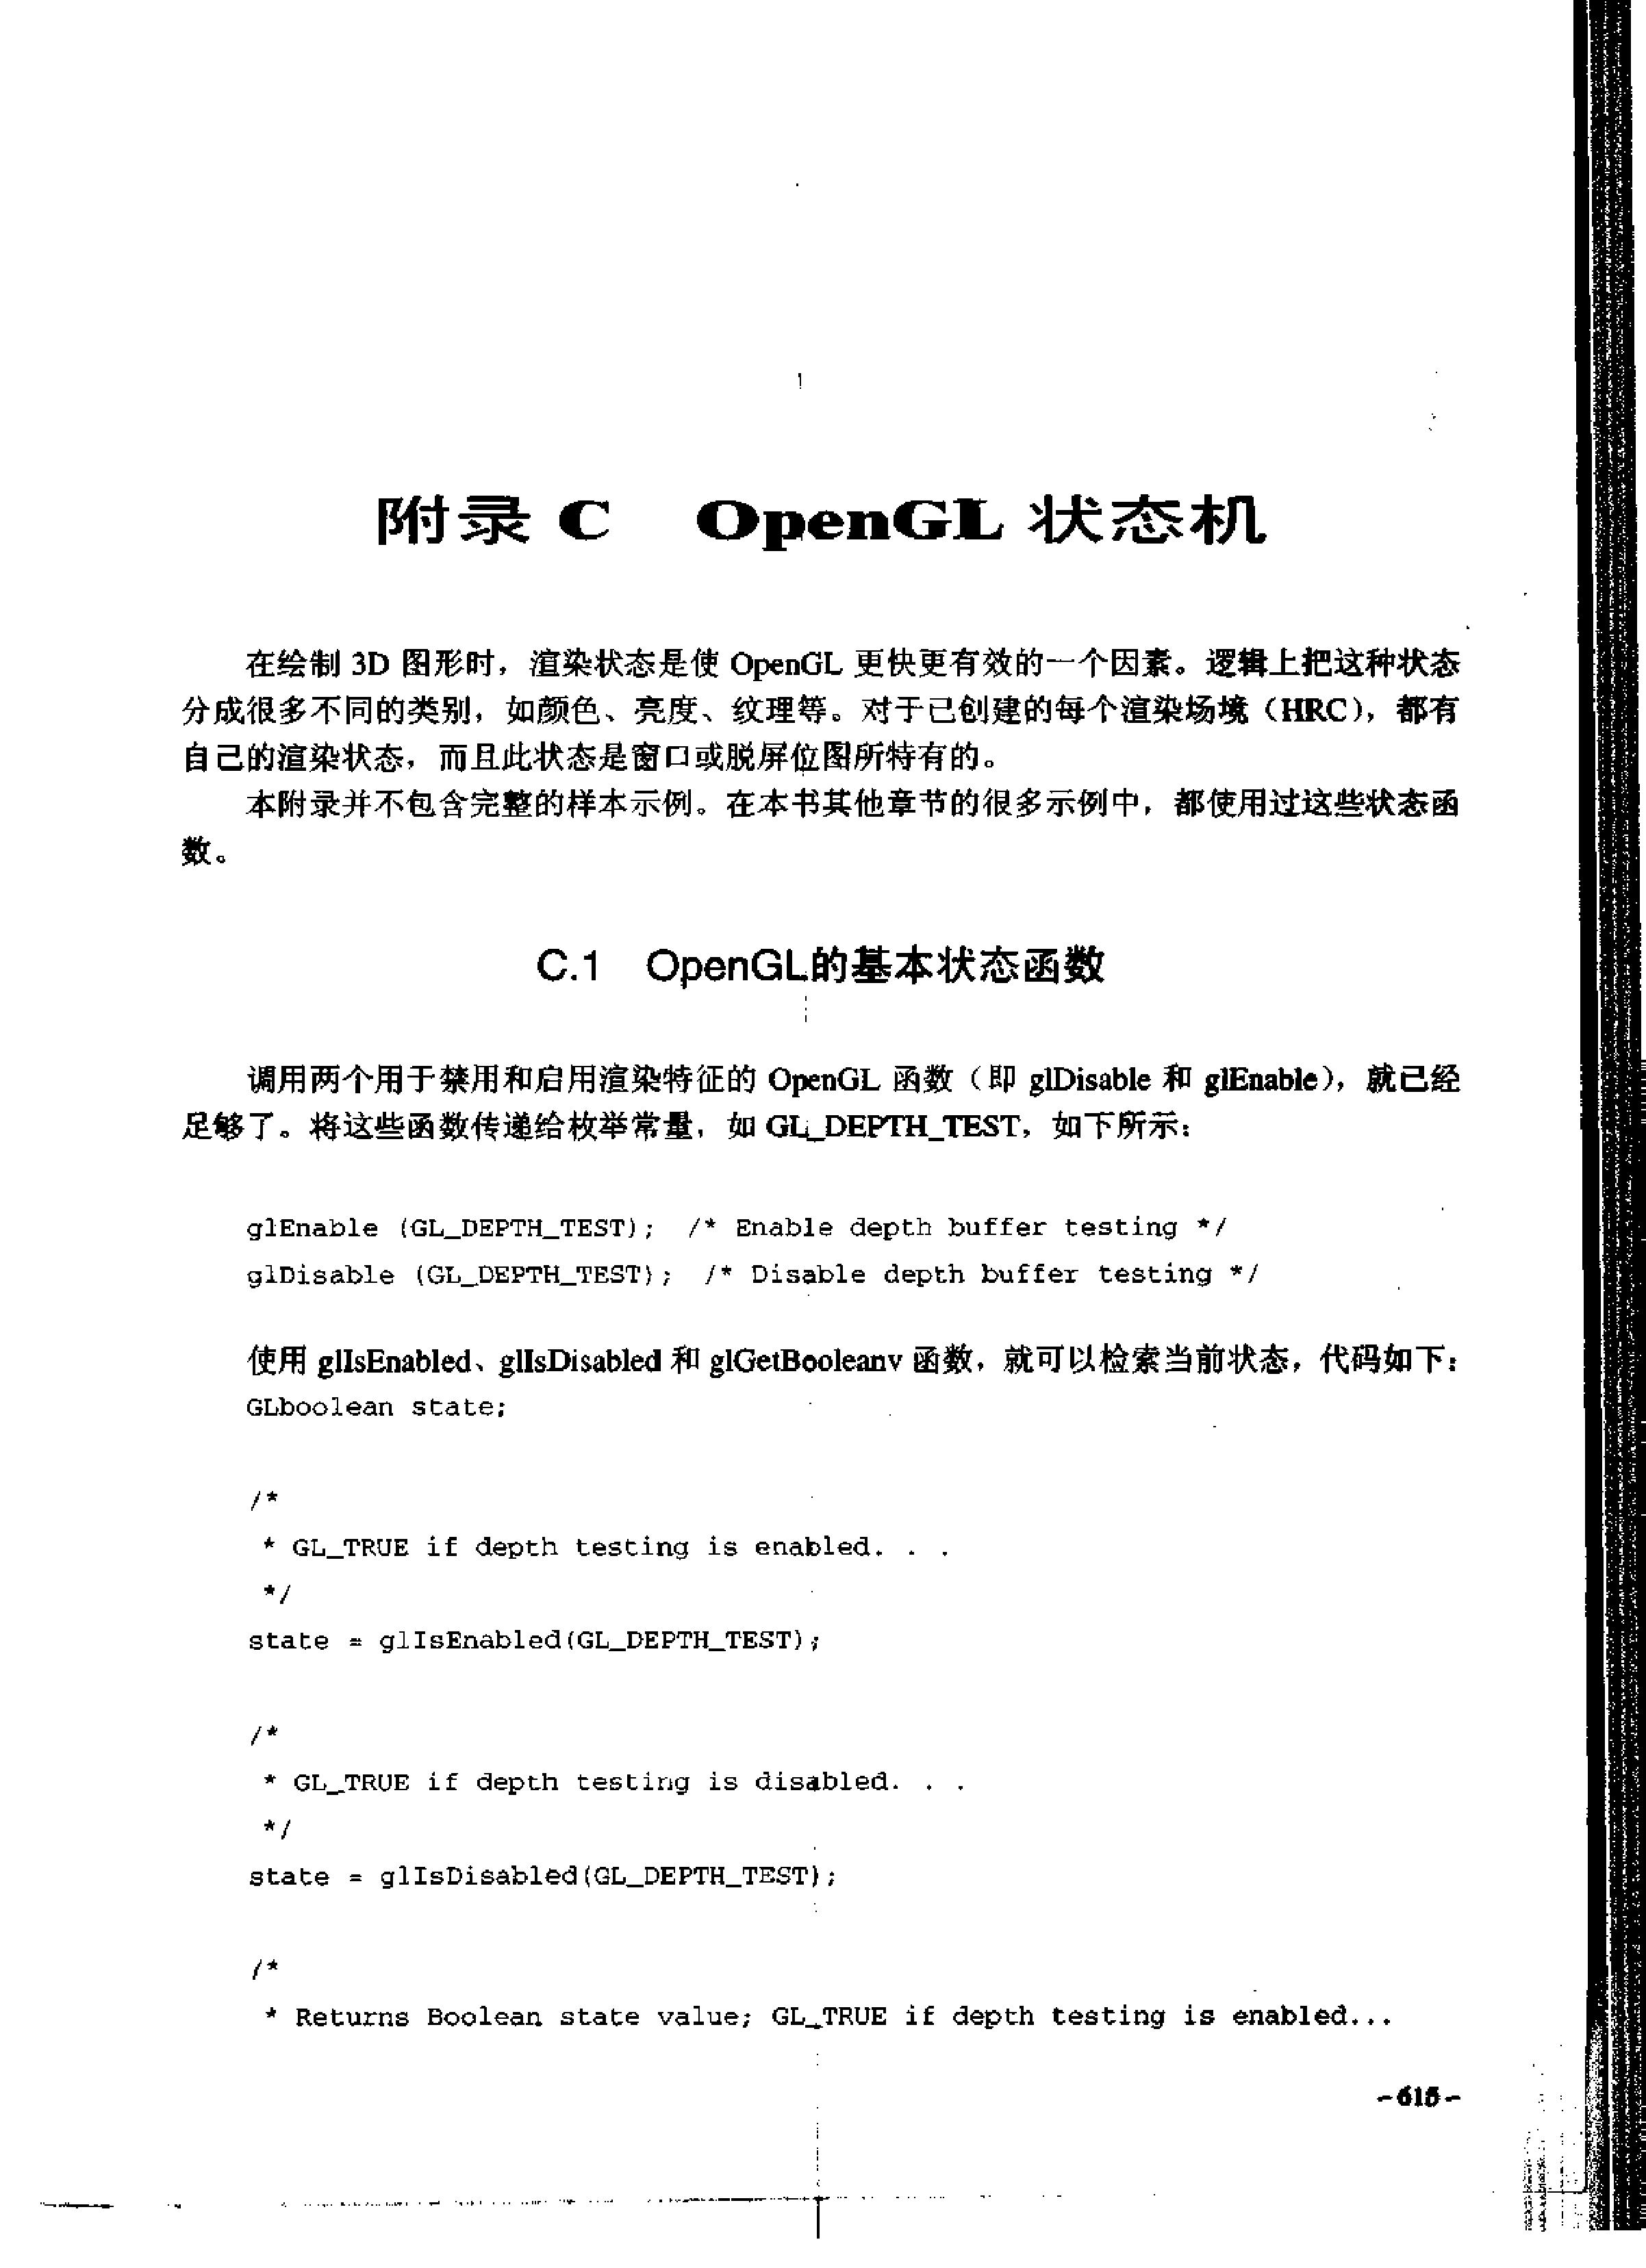 附录 C OpenGL 状态机
在绘制 3D 图形时，渲染状态是使 OpenGL 更快更有效的一个因素。逻辑上把这种状态
分成很多不同的类别，如颜色、亮度、纹理等。对于已创建的每个渲染场境（HRC），都有
自己的渲染状态，而且此状态是窗口或脱屏位图所特有的。
本附录并不包含完整的样本示例。在本书其他章节的很多示例中，都使用过这些状态函
数。
C.1 OpenGL的基本状态函数
调用两个用于禁用和启用渲染特征的 OpenGL 函数（即 glDisable 和 glEnable），就已经
足够了。将这些函数传递给枚举常量，如 GL_DEPTH_TEST，如下所示：
glEnable (GL_DEPTH_TEST); /* Enable depth buffer testing */
glDisable (GL_DEPTH_TEST); /* Disable depth buffer testing */
使用 glIsEnabled、glIsDisabled 和 glGetBooleanv 函数，就可以检索当前状态，代码如下：
GLboolean state;
/*
* GL_TRUE if depth testing is enabled. . .
*/
state = glIsEnabled(GL_DEPTH_TEST);
/*
* GL_TRUE if depth testing is disabled. . .
*/
state = glIsDisabled(GL_DEPTH_TEST);
/*
* Returns Boolean state value; GL_TRUE if depth testing is enabled...
-615-